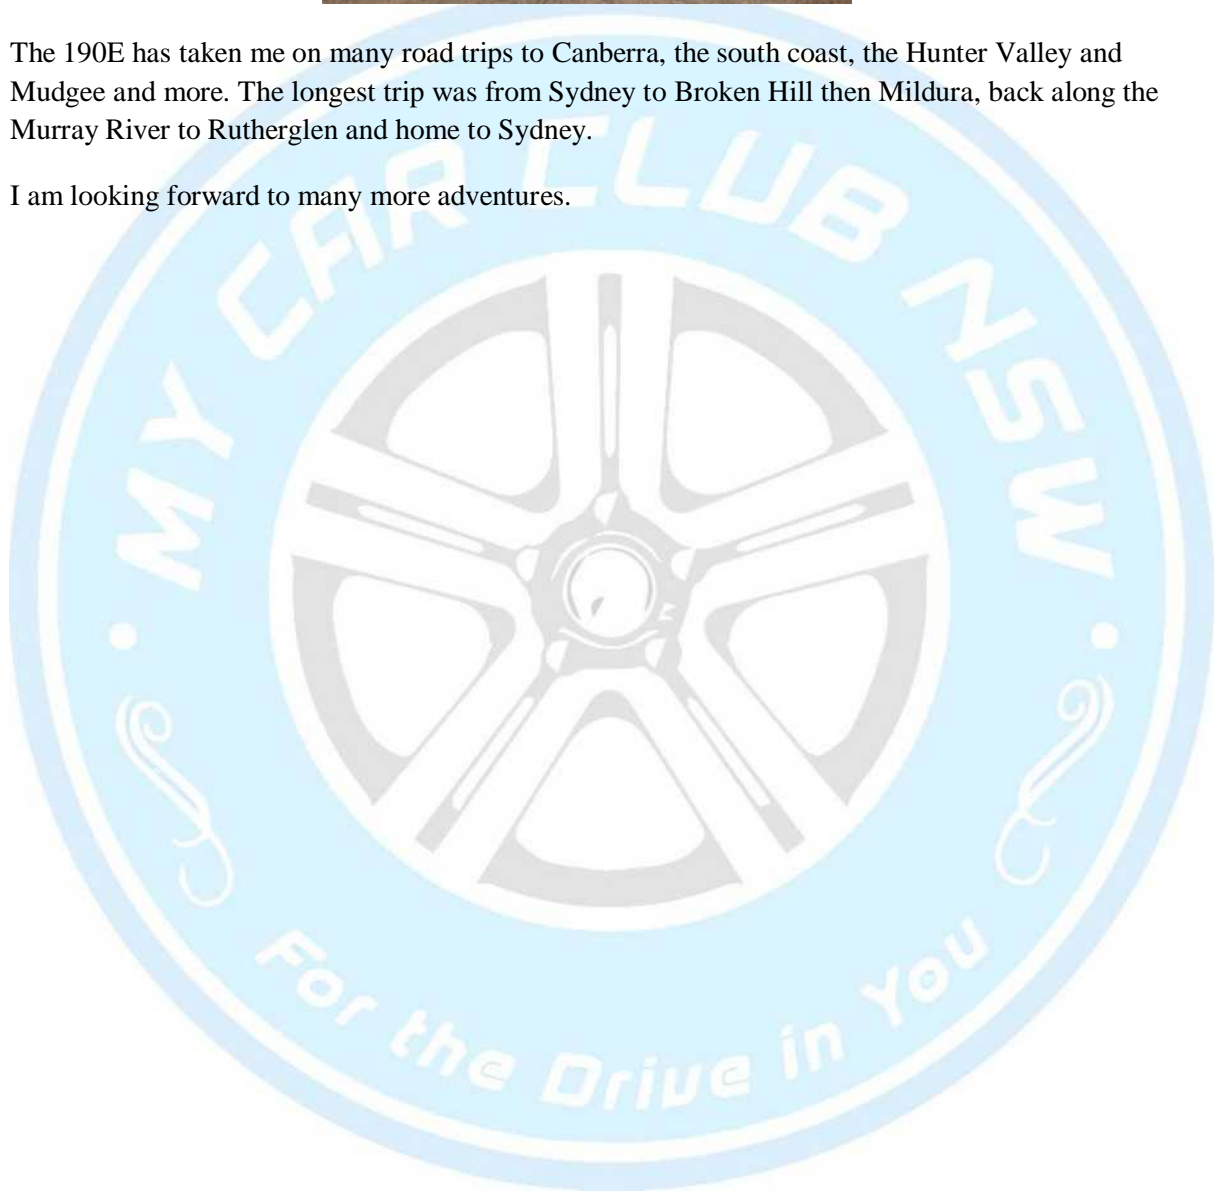 The 190E has taken me on many road trips to Canberra, the south coast, the Hunter Valley and
Mudgee and more. The longest trip was from Sydney to Broken Hill then Mildura, back along the
Murray River to Rutherglen and home to Sydney.
I am looking forward to many more adventures.
MY CAR CLUB NSW
For the Drive in You